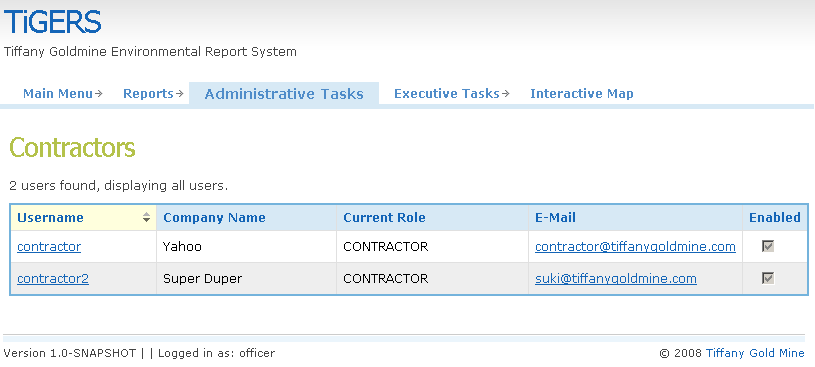 TiGERS
Tiffany Goldmine Environmental Report System
Main Menu Reports Administrative Tasks Executive Tasks Interactive Map
Contractors
2 users found, displaying all users.
Username Company Name Current Role E-Mail Enabled
contractor Yahoo CONTRACTOR contractor@tiffanygoldmine.com
contractor2 Super Duper CONTRACTOR suki@tiffanygoldmine.com
Version 1.0-SNAPSHOT | | Logged in as: officer © 2008 Tiffany Gold Mine